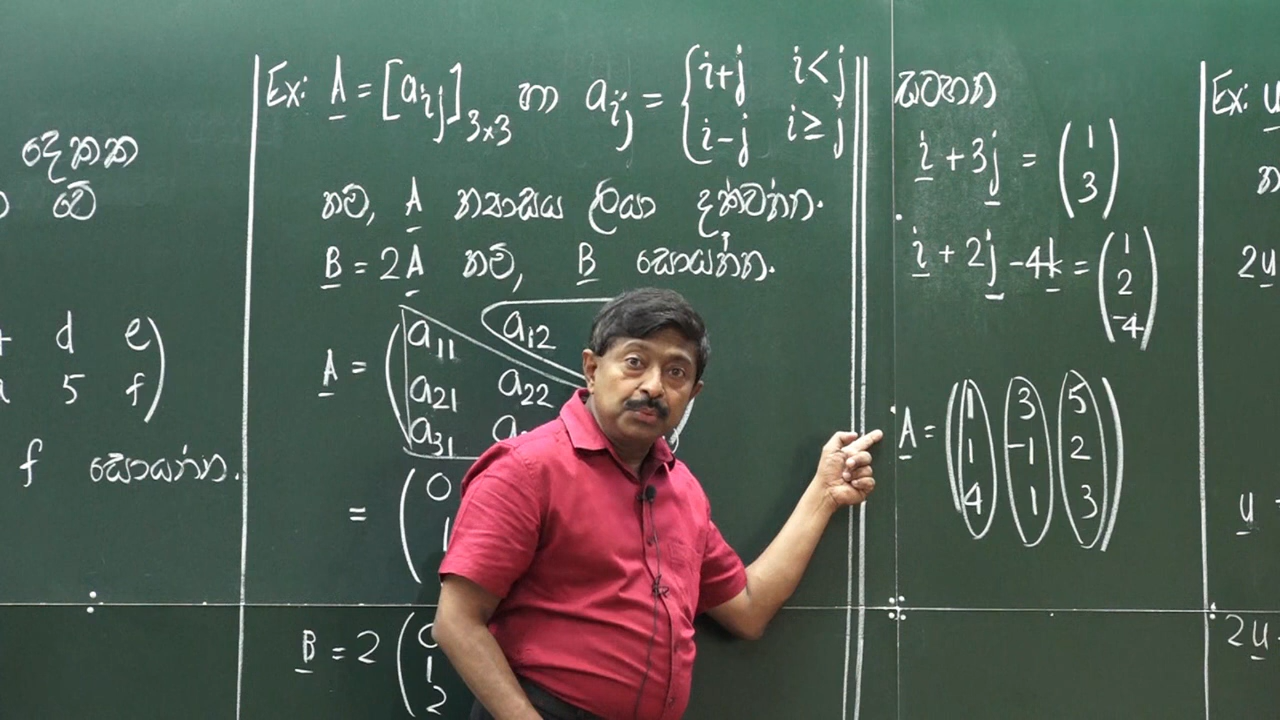 දෙකක
වේ
d e
5 f
f සොයන්න.
Ex: A = [aij]3×3 හා aij = { i+j i<j
i-j i≥j
නම්, A න්‍යාසය ලියා දක්වන්න.
B = 2A නම්, B සොයන්න.
A = ( a11 a12
a21 a22
a31
= ( 0
1
B = 2 ( 0
1
2
සටහන
i + 3j = ( 1
3 )
i + 2j - 4k = ( 1
2
-4 )
A = ( 1 3 5
1 -1 2
4 1 3 )
Ex: u
2u
u
2u